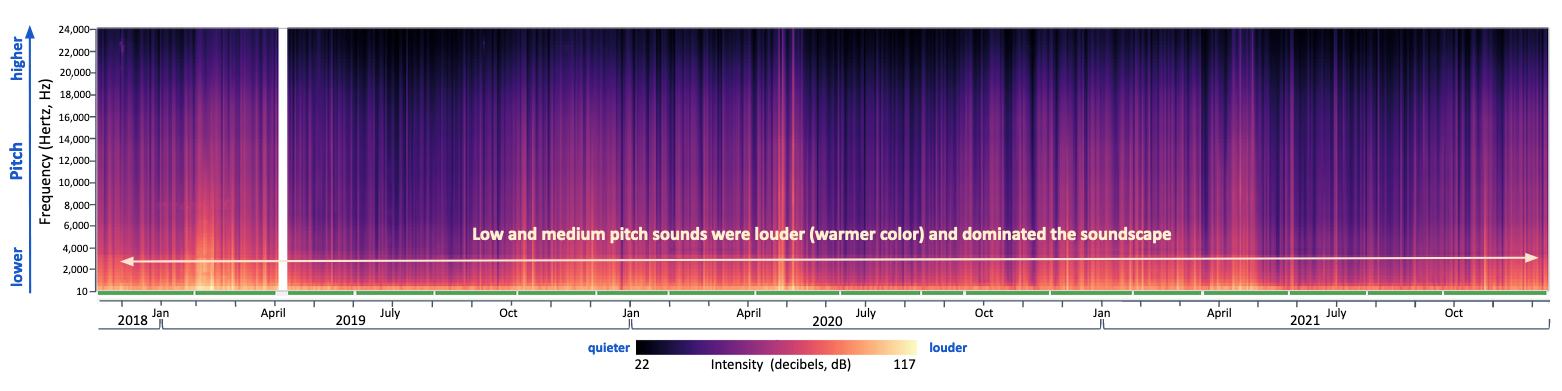 higher
Pitch
lower
Frequency (Hertz, Hz)
24,000
22,000
20,000
18,000
16,000
14,000
12,000
10,000
8,000
6,000
4,000
2,000
10
Low and medium pitch sounds were louder (warmer color) and dominated the soundscape
Jan April July Oct Jan April July Oct Jan April July Oct
2018 2019 2020 2021
quieter louder
22 Intensity (decibels, dB) 117